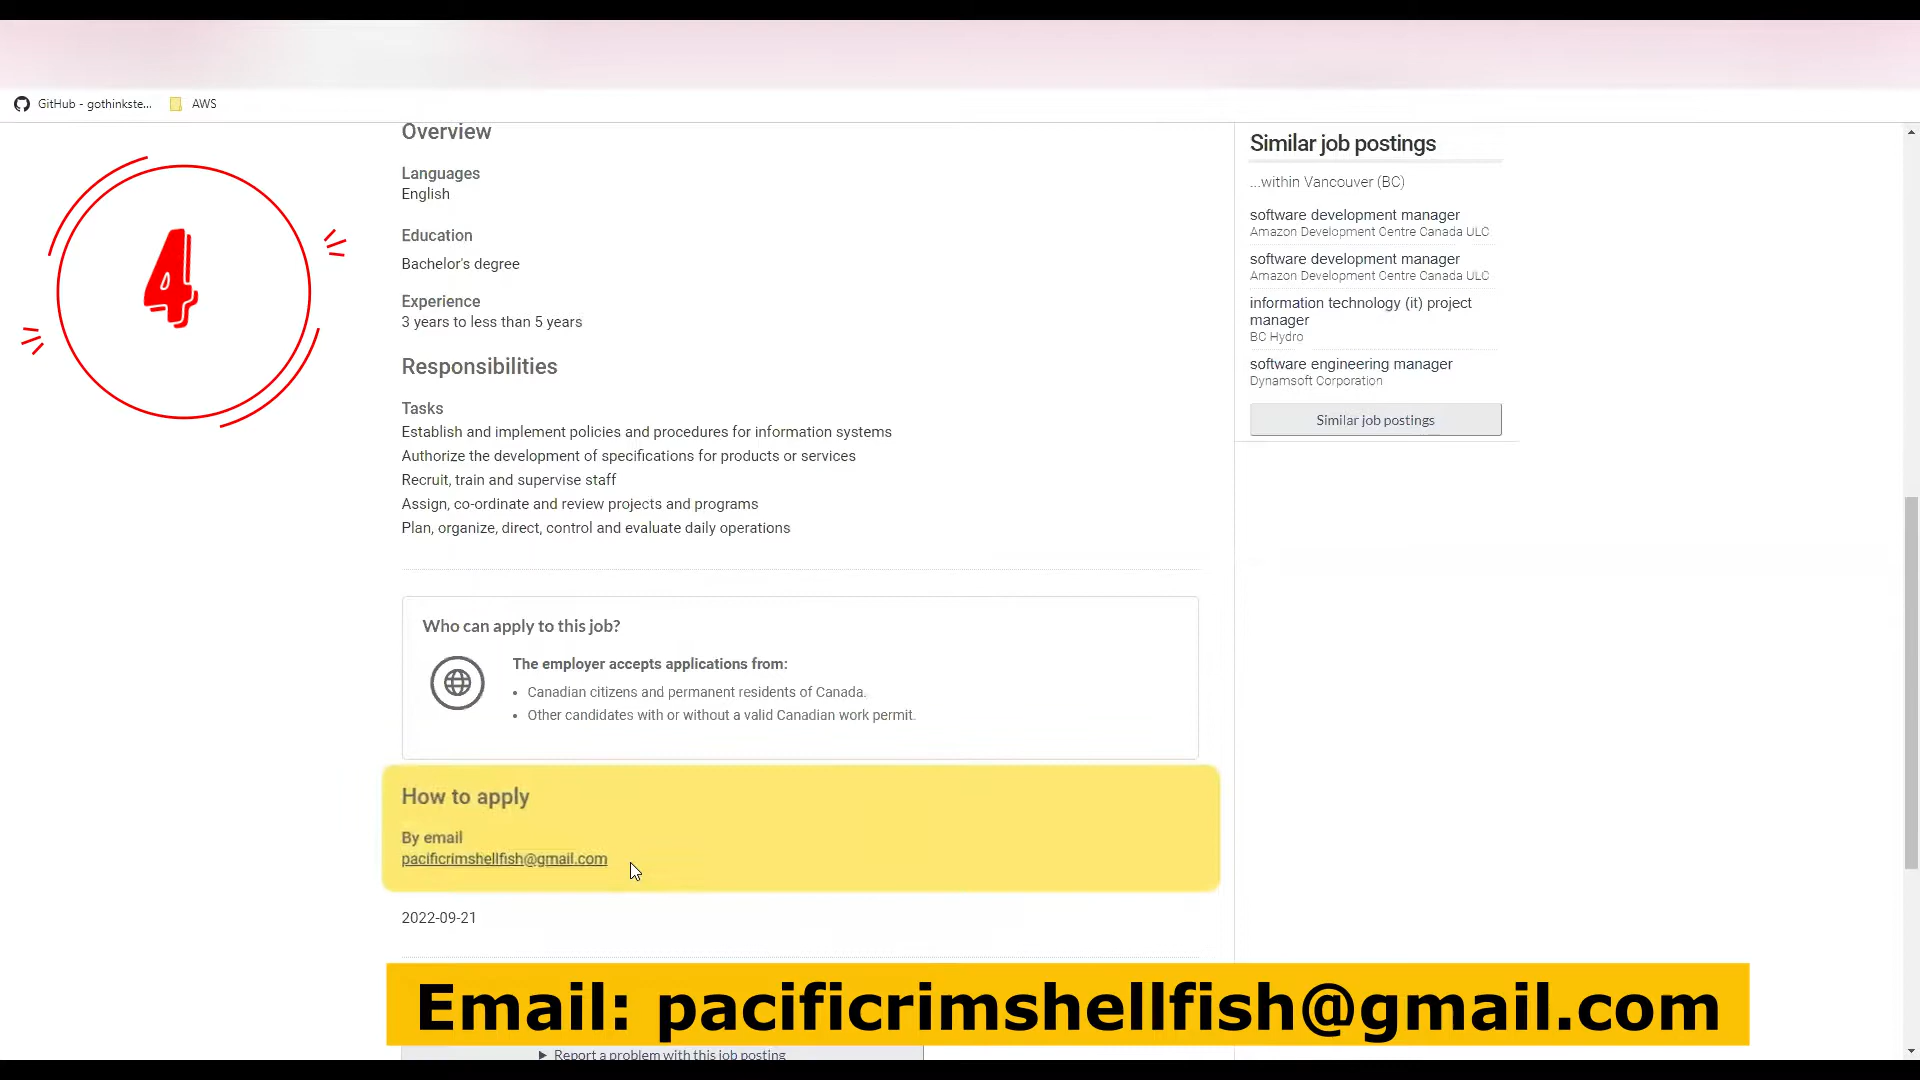 GitHub - gothinkste...
AWS
Overview
Languages
English
Education
Bachelor's degree
Experience
3 years to less than 5 years
Responsibilities
Tasks
Establish and implement policies and procedures for information systems
Authorize the development of specifications for products or services
Recruit, train and supervise staff
Assign, co-ordinate and review projects and programs
Plan, organize, direct, control and evaluate daily operations
Who can apply to this job?
The employer accepts applications from:
• Canadian citizens and permanent residents of Canada.
• Other candidates with or without a valid Canadian work permit.
How to apply
By email
pacificrimshellfish@gmail.com
2022-09-21
Email: pacificrimshellfish@gmail.com
Report a problem with this job posting
Similar job postings
...within Vancouver (BC)
software development manager
Amazon Development Centre Canada ULC
software development manager
Amazon Development Centre Canada ULC
information technology (it) project
manager
BC Hydro
software engineering manager
Dynamsoft Corporation
Similar job postings
4